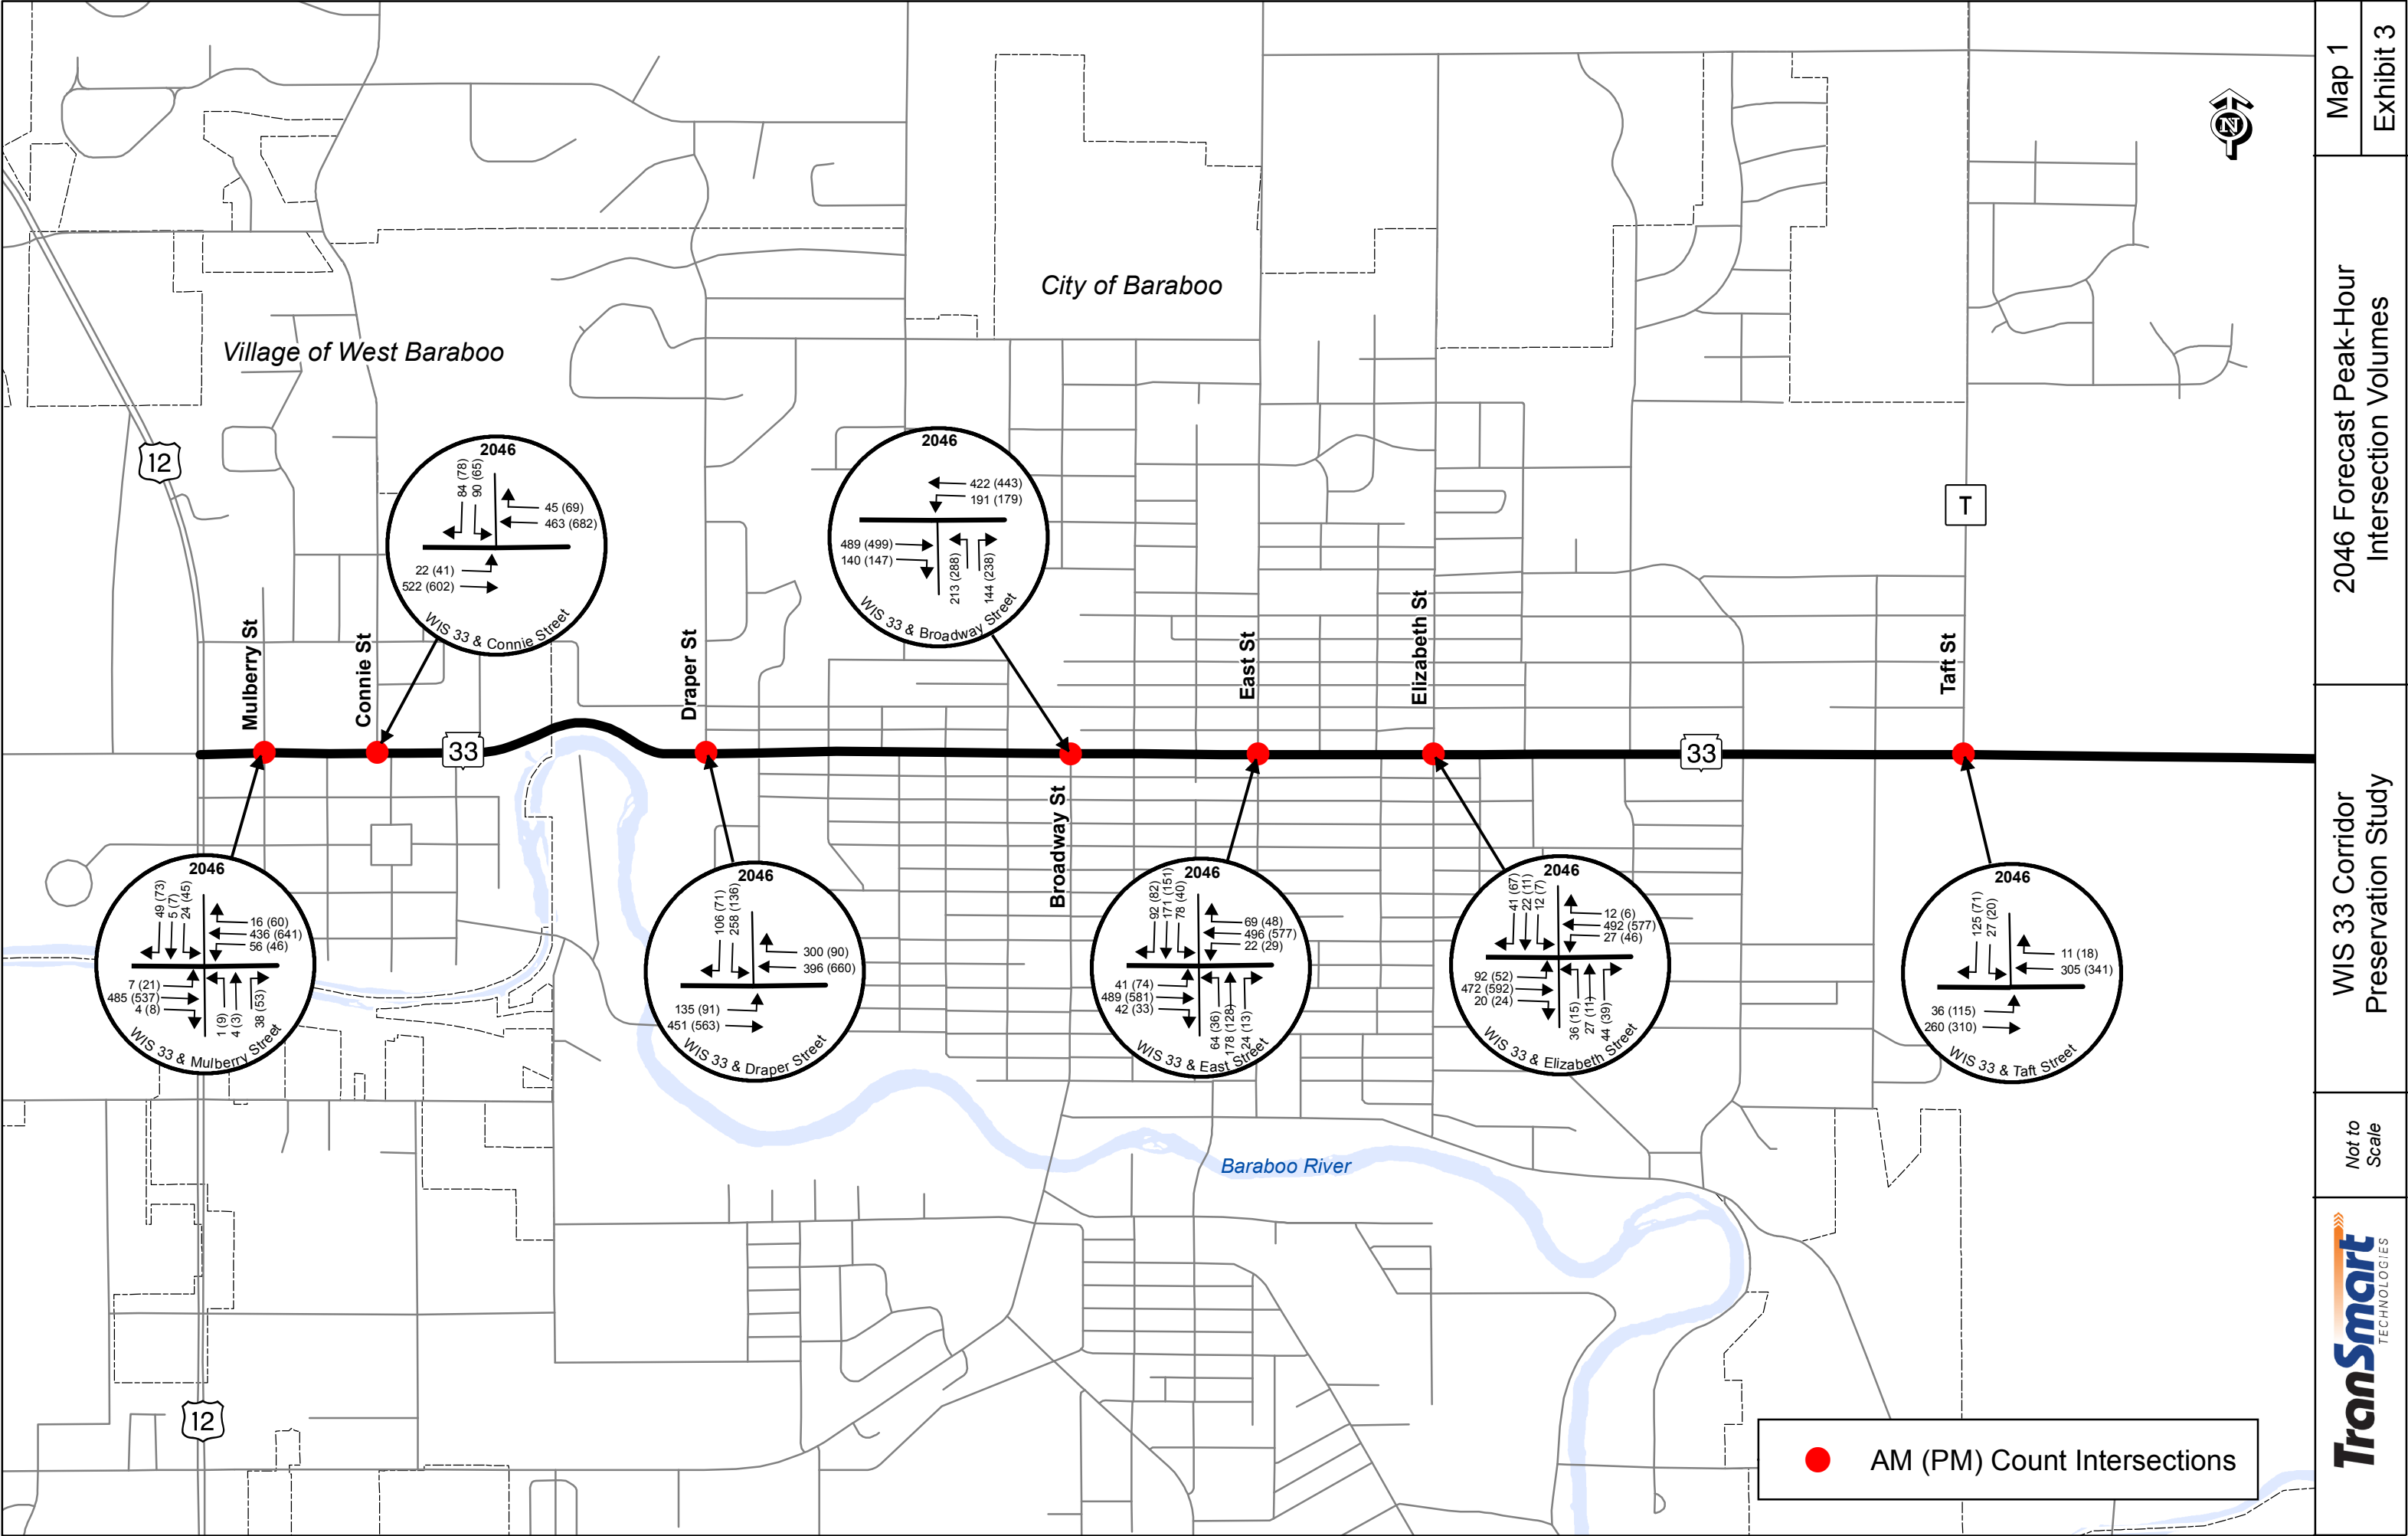 City of Baraboo
Village of West Baraboo
12
T
2046
84 (78)
90 (65)
45 (69)
463 (682)
22 (41)
522 (602)
WIS 33 & Connie Street
2046
422 (443)
191 (179)
489 (499)
140 (147)
213 (288)
144 (238)
WIS 33 & Broadway Street
Mulberry St
Connie St
Draper St
Broadway St
East St
Elizabeth St
Taft St
33
33
2046
49 (73)
5 (7)
24 (45)
16 (60)
436 (641)
56 (46)
7 (21)
485 (537)
4 (8)
1 (9)
4 (3)
38 (53)
WIS 33 & Mulberry Street
2046
106 (71)
258 (136)
300 (90)
396 (660)
135 (91)
451 (563)
WIS 33 & Draper Street
2046
92 (82)
171 (151)
78 (40)
69 (48)
496 (577)
22 (29)
41 (74)
489 (581)
42 (33)
64 (36)
178 (128)
24 (13)
WIS 33 & East Street
2046
41 (67)
22 (11)
12 (7)
12 (6)
492 (577)
27 (46)
92 (52)
472 (592)
20 (24)
36 (15)
27 (11)
44 (39)
WIS 33 & Elizabeth Street
2046
125 (71)
27 (20)
11 (18)
305 (341)
36 (115)
260 (310)
WIS 33 & Taft Street
Baraboo River
12
AM (PM) Count Intersections
N
Map 1
Exhibit 3
2046 Forecast Peak-Hour
Intersection Volumes
WIS 33 Corridor
Preservation Study
Not to
Scale
TranSmart
TECHNOLOGIES